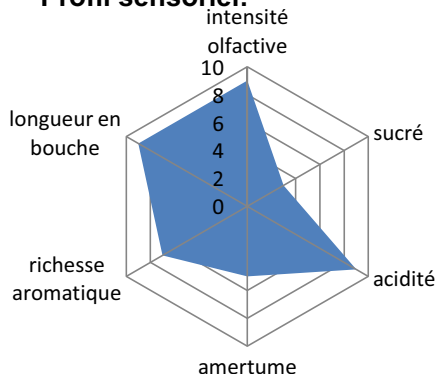 Profil sensoriel:
intensité
olfactive
10
8
6
4
2
0
sucré
acidité
amertume
richesse
aromatique
longueur en
bouche